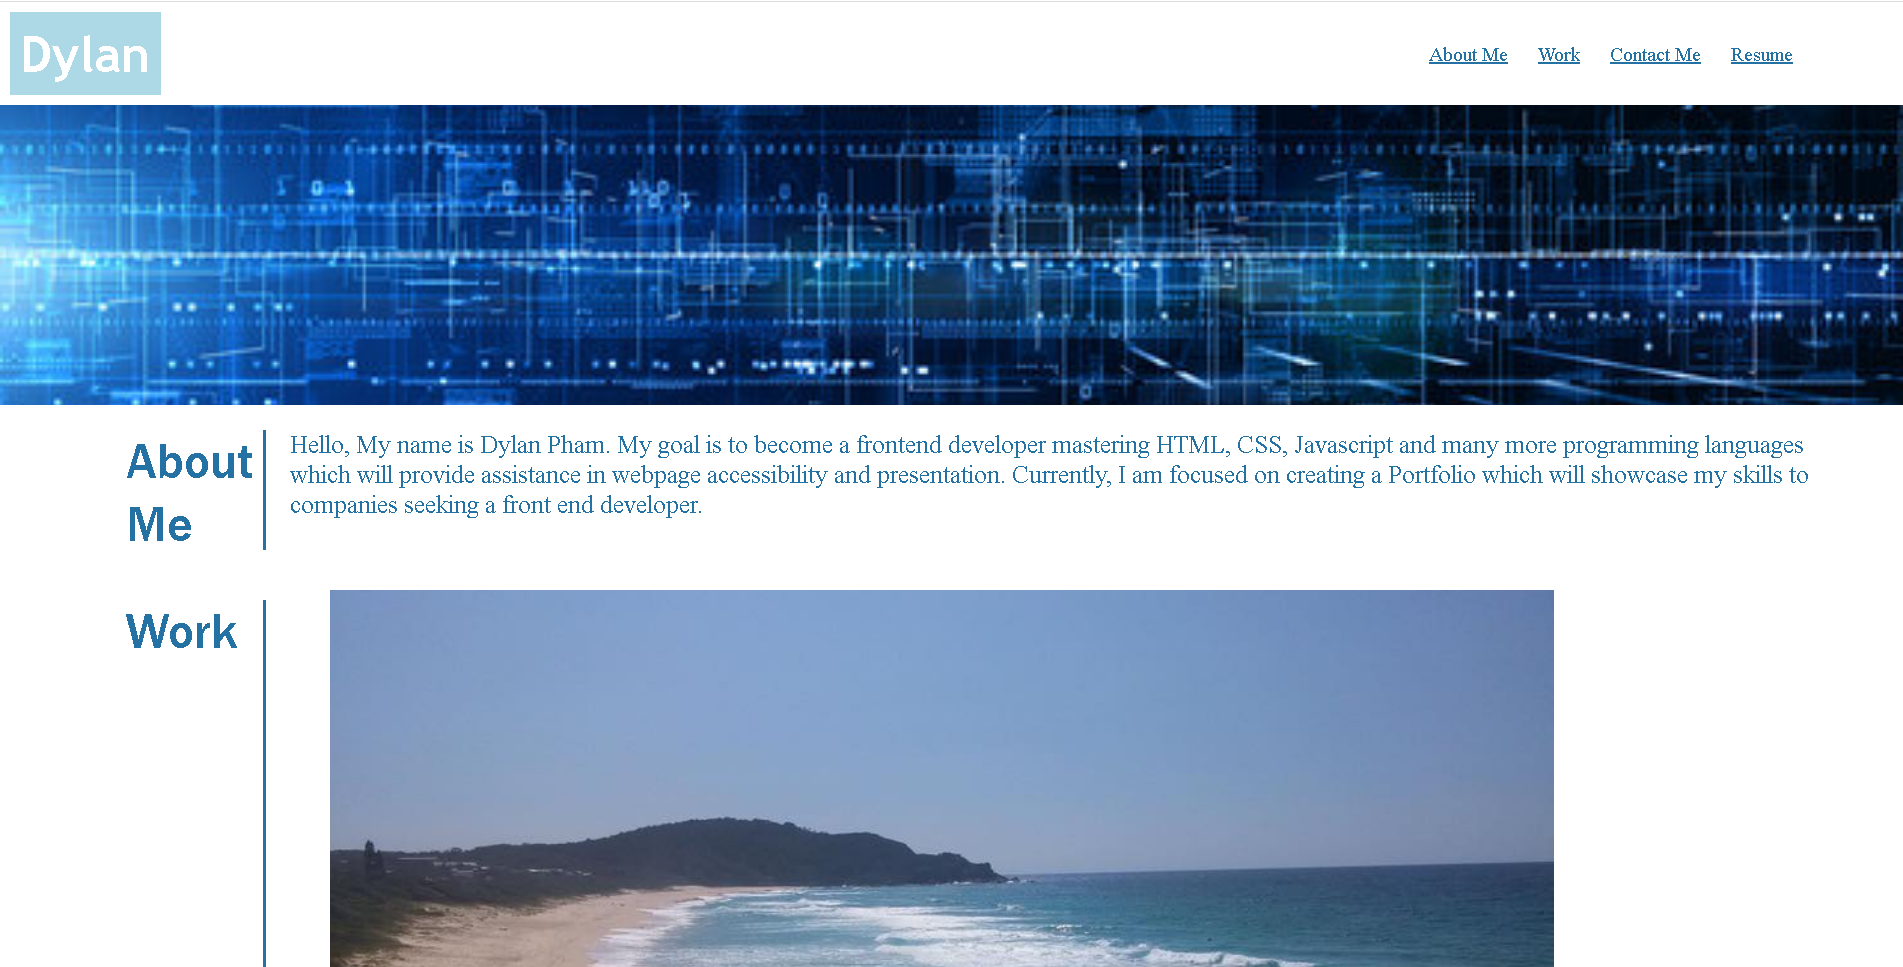 Dylan
About Me Work Contact Me Resume
About
Me
Hello, My name is Dylan Pham. My goal is to become a frontend developer mastering HTML, CSS, Javascript and many more programming languages
which will provide assistance in webpage accessibility and presentation. Currently, I am focused on creating a Portfolio which will showcase my skills to
companies seeking a front end developer.
Work